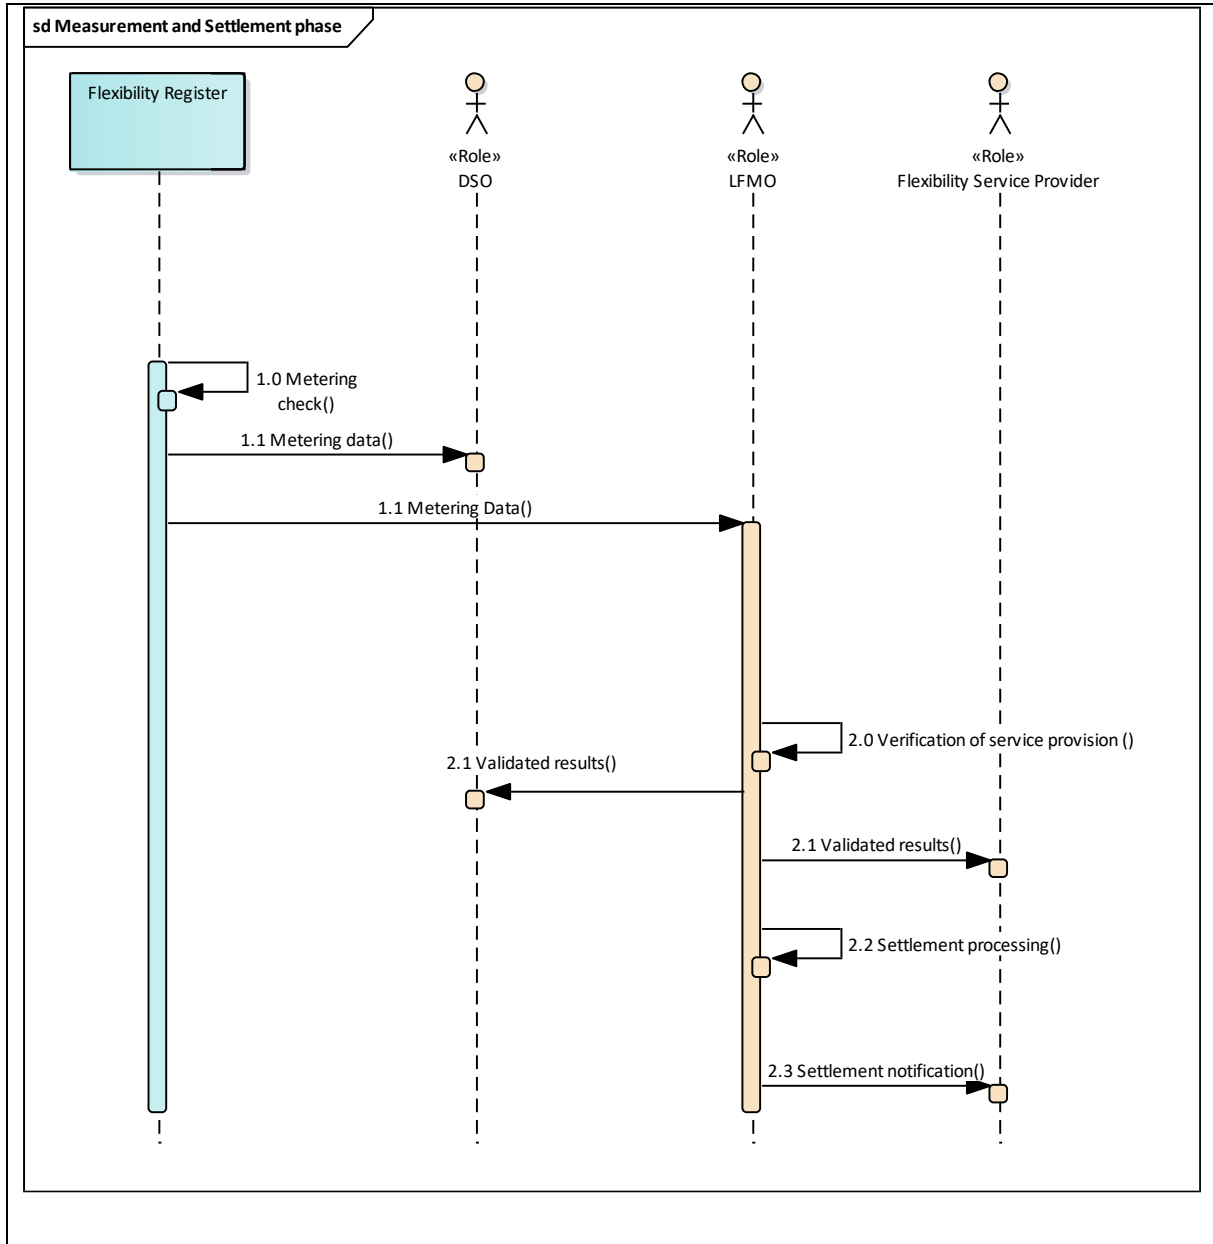 sd Measurement and Settlement phase
Flexibility Register
«Role»
DSO
«Role»
LFMO
«Role»
Flexibility Service Provider
1.0 Metering
check()
1.1 Metering data()
1.1 Metering Data()
2.0 Verification of service provision ()
2.1 Validated results()
2.1 Validated results()
2.2 Settlement processing()
2.3 Settlement notification()